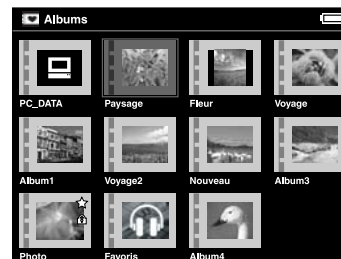 Albums
PC_DATA Paysage Fleur Voyage
Album1 Voyage2 Nouveau Album3
Photo Favoris Album4